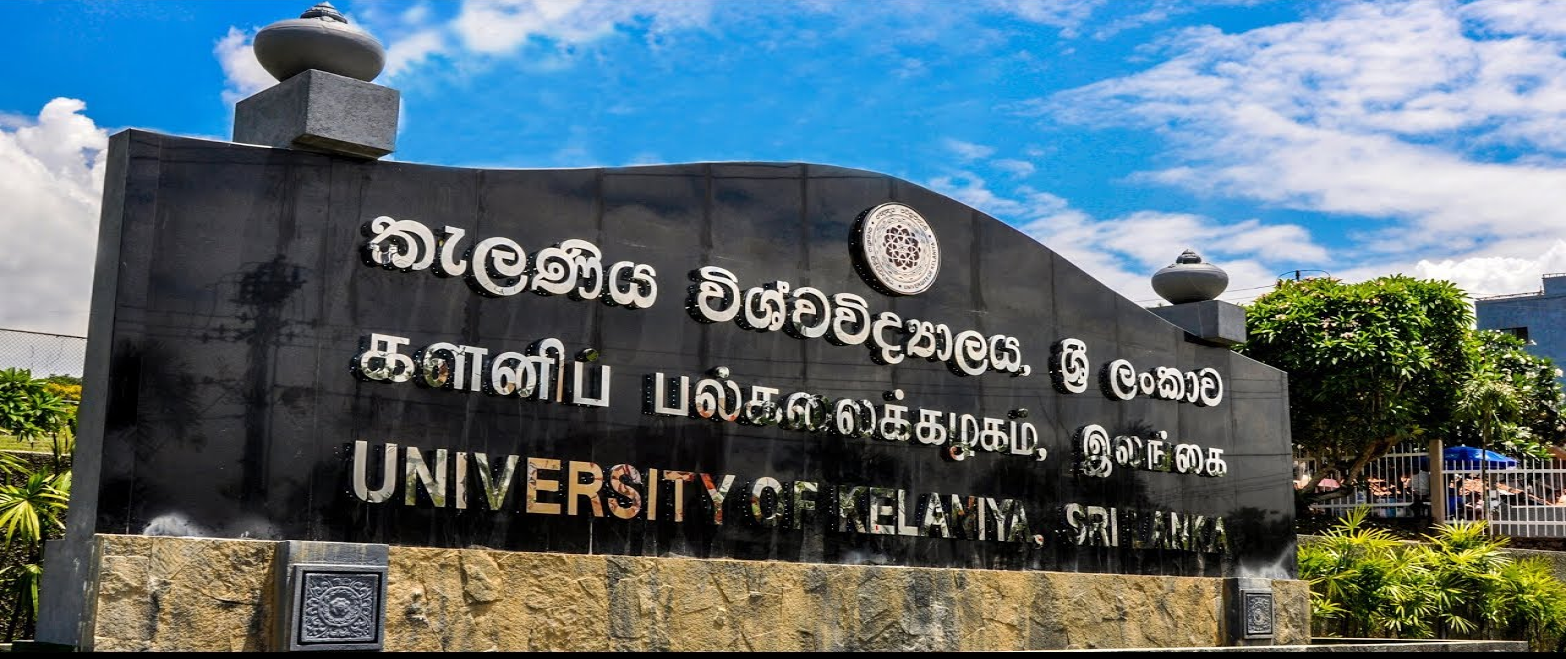 කැලණිය විශ්වවිද්‍යාලය, ශ්‍රී ලංකාව
களனிப் பல்கலைக்கழகம், இலங்கை
UNIVERSITY OF KELANIYA, SRI LANKA